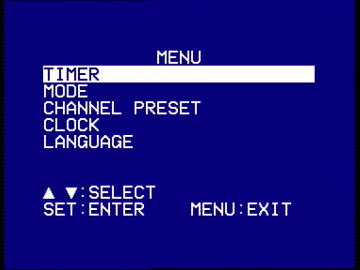 MENU
TIMER
MODE
CHANNEL PRESET
CLOCK
LANGUAGE
▲ ▼:SELECT
SET:ENTER MENU:EXIT